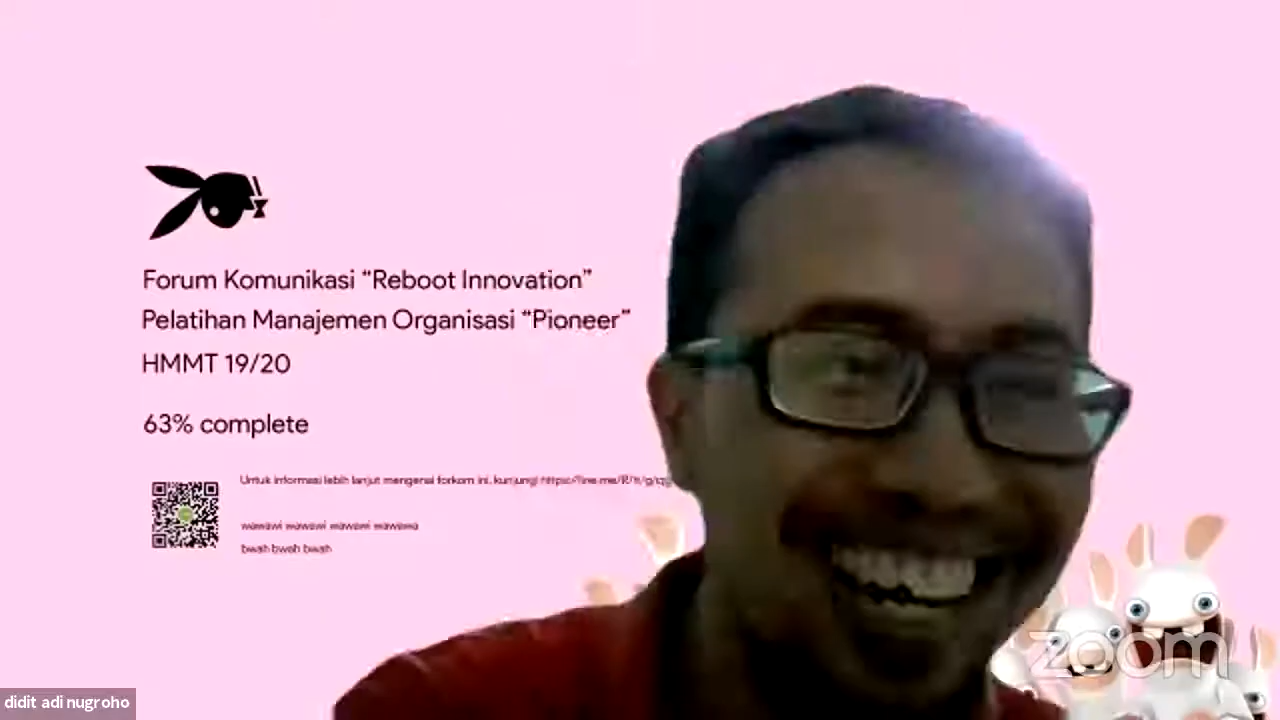 Forum Komunikasi “Reboot Innovation”
Pelatihan Manajemen Organisasi “Pioneer”
HMMT 19/20
63% complete
Untuk informasi lebih lanjut mengenai forkom ini, kunjungi
wawawi wawawi wawawi wawawa
bwah bwah bwah
zoom
didit adi nugroho